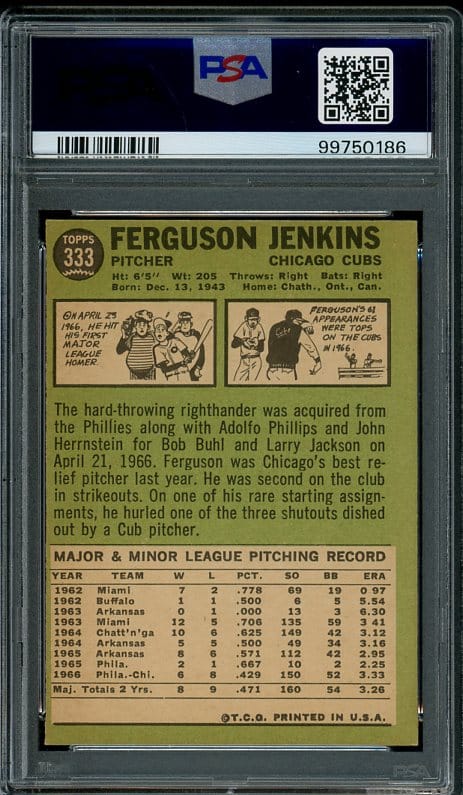 PSA
99750186
TOPPS
333
FERGUSON JENKINS
PITCHER CHICAGO CUBS
Ht: 6'5" Wt: 205 Throws: Right Bats: Right
Born: Dec. 13, 1943 Home: Chath., Ont., Can.
ON APRIL 23
1966, HE HIT
HIS FIRST
MAJOR
LEAGUE
HOMER.
FERGUSON'S 61
APPEARANCES
WERE TOPS
ON THE CUBS
IN 1966.
Cubs
The hard-throwing righthander was acquired from
the Phillies along with Adolfo Phillips and John
Herrnstein for Bob Buhl and Larry Jackson on
April 21, 1966. Ferguson was Chicago's best re-
lief pitcher last year. He was second on the club
in strikeouts. On one of his rare starting assign-
ments, he hurled one of the three shutouts dished
out by a Cub pitcher.
MAJOR & MINOR LEAGUE PITCHING RECORD
YEAR TEAM W L PCT. SO BB ERA
1962 Miami 7 2 .778 69 19 0 97
1962 Buffalo 1 1 .500 6 5 5.54
1963 Arkansas 0 1 .000 13 3 6.30
1963 Miami 12 5 .706 135 59 3 41
1964 Chatt'n'ga 10 6 .625 149 42 3.12
1964 Arkansas 5 5 .500 49 34 3.16
1965 Arkansas 8 6 .571 112 42 2.95
1965 Phila. 2 1 .667 10 2 2.25
1966 Phila.-Chi. 6 8 .429 150 52 3.33
Maj. Totals 2 Yrs. 8 9 .471 160 54 3.26
©T.C.G. PRINTED IN U.S.A.
PSA